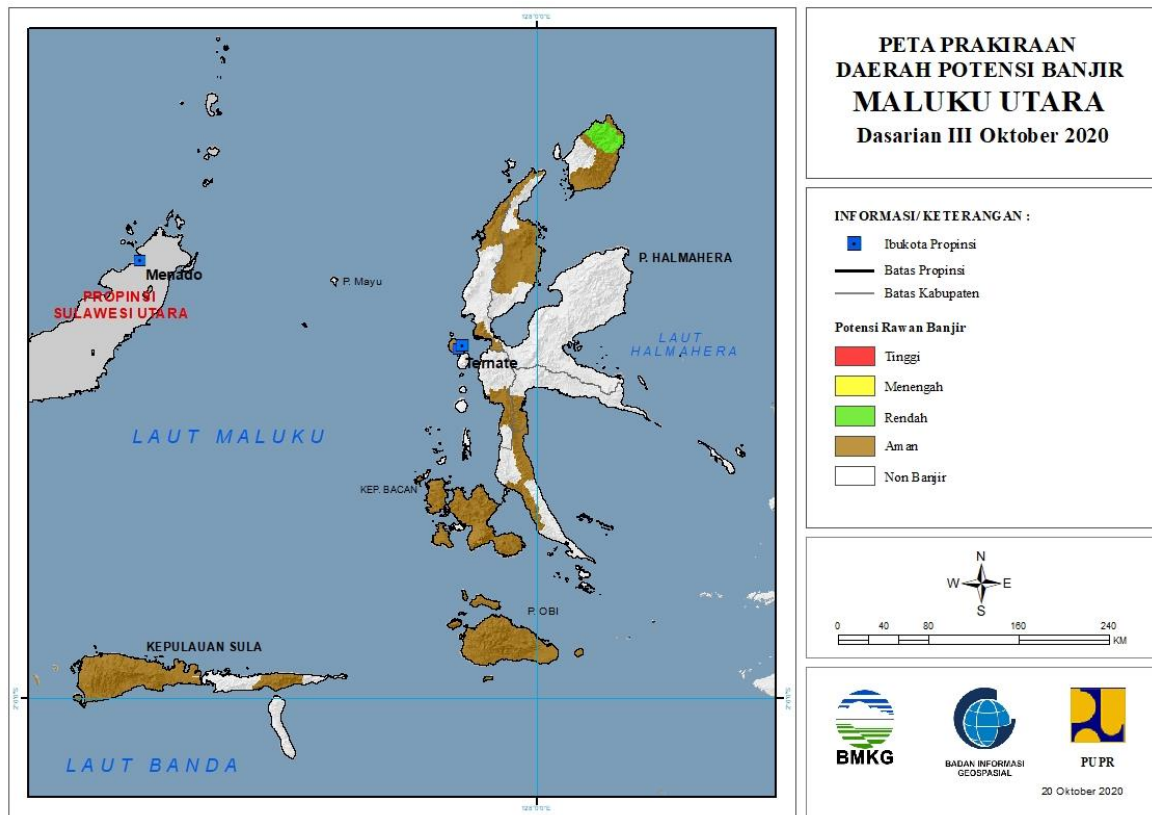 PETA PRAKIRAAN
DAERAH POTENSI BANJIR
MALUKU UTARA
Dasarian III Oktober 2020
INFORMASI/KETERANGAN :
Ibukota Propinsi
Batas Propinsi
Batas Kabupaten
Potensi Rawan Banjir
Tinggi
Menengah
Rendah
Aman
Non Banjir
N
W E
S
0 40 80 160 240
KM
BMKG
BADAN INFORMASI
GEOSPASIAL
PUPR
20 Oktober 2020
Menado
PROPINSI
SULAWESI UTARA
P. Mayu
P. HALMAHERA
LAUT
HALMAHERA
Ternate
LAUT MALUKU
KEP. BACAN
P. OBI
KEPULAUAN SULA
LAUT BANDA